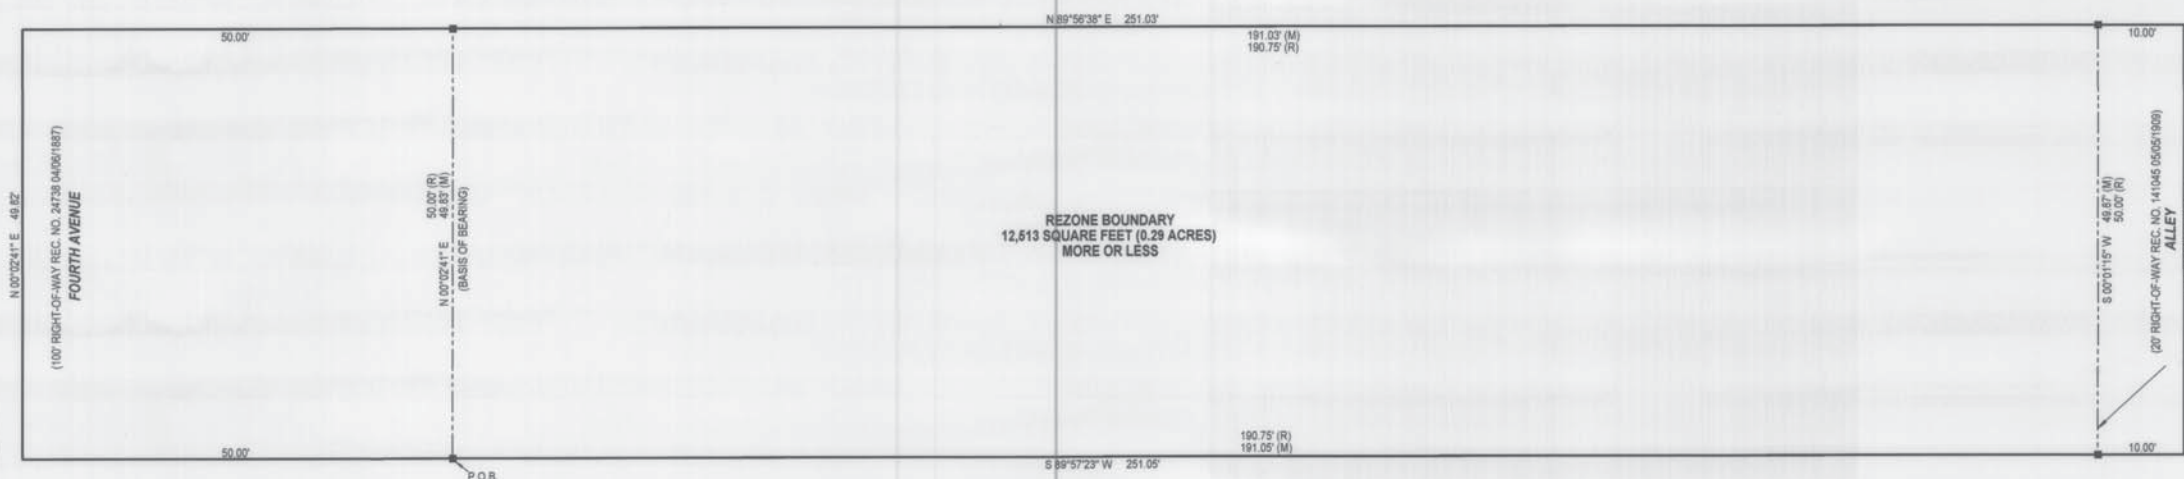 N 89°56'38" E 251.03'
50.00'
191.03' (M)
190.75' (R)
10.00'
N 00°02'41" E 49.82'
(100' RIGHT-OF-WAY REC. NO. 24738 04/06/1887)
FOURTH AVENUE
50.00' (R)
49.83' (M)
N 00°02'41" E
(BASIS OF BEARING)
REZONE BOUNDARY
12,513 SQUARE FEET (0.29 ACRES)
MORE OR LESS
S 00°01'15" W 49.87' (M)
50.00' (R)
(20' RIGHT-OF-WAY REC. NO. 141045 05/05/1909)
ALLEY
50.00'
190.75' (R)
191.05' (M)
10.00'
S 89°57'23" W 251.05'
P.O.B.